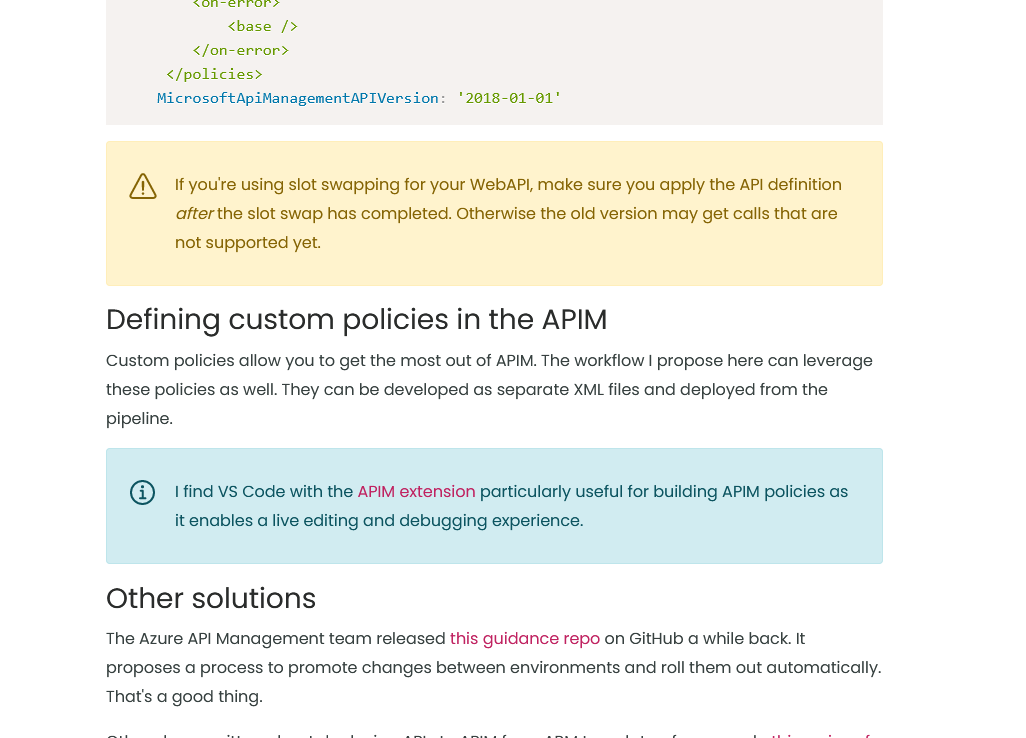 <on-error>
<base />
</on-error>
</policies>
MicrosoftApiManagementAPIVersion: '2018-01-01'
If you're using slot swapping for your WebAPI, make sure you apply the API definition
after the slot swap has completed. Otherwise the old version may get calls that are
not supported yet.
Defining custom policies in the APIM
Custom policies allow you to get the most out of APIM. The workflow I propose here can leverage
these policies as well. They can be developed as separate XML files and deployed from the
pipeline.
I find VS Code with the APIM extension particularly useful for building APIM policies as
it enables a live editing and debugging experience.
Other solutions
The Azure API Management team released this guidance repo on GitHub a while back. It
proposes a process to promote changes between environments and roll them out automatically.
That's a good thing.